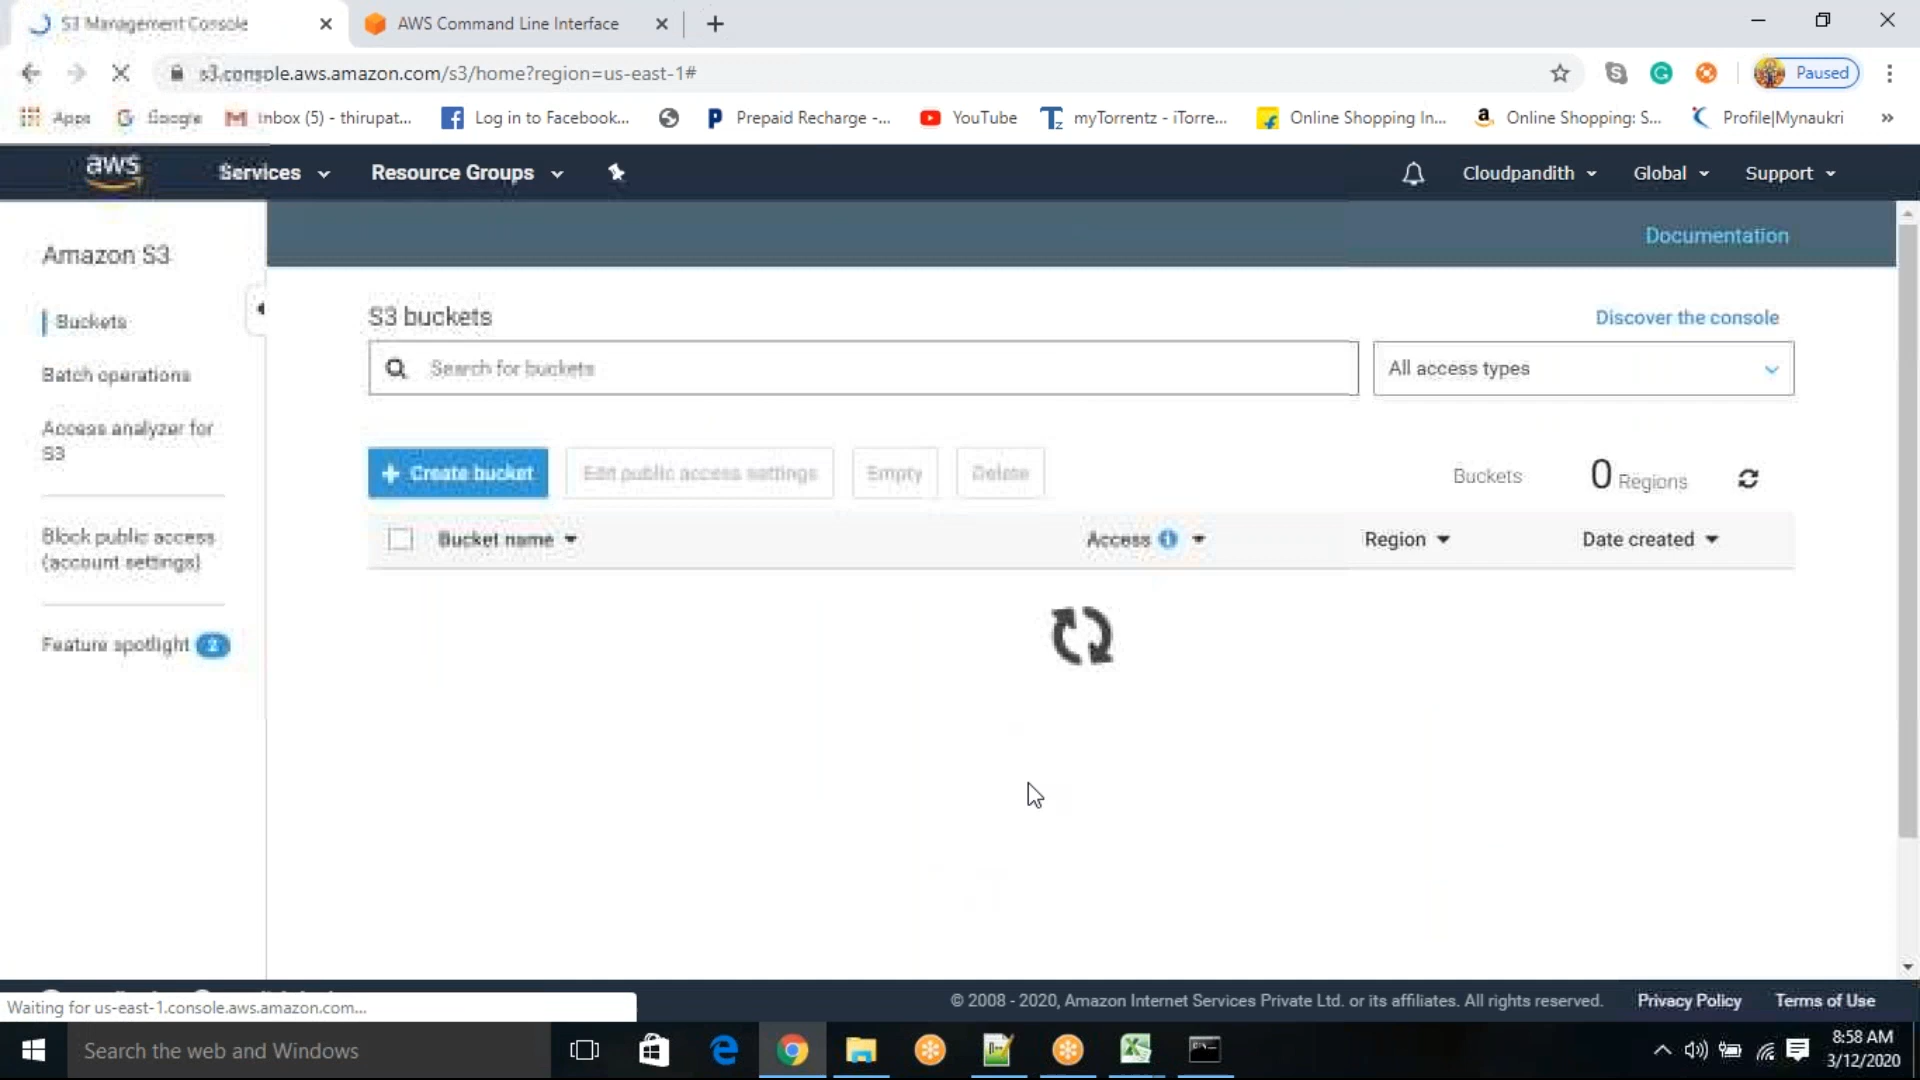 S3 Management Console
AWS Command Line Interface
s3.console.aws.amazon.com/s3/home?region=us-east-1#
Paused
Apps
Google
Inbox (5) - thirupat...
Log in to Facebook...
Prepaid Recharge -...
YouTube
myTorrentz - iTorre...
Online Shopping In...
Online Shopping: S...
Profile|Mynaukri
»
aws
Services
Resource Groups
Cloudpandith
Global
Support
Documentation
Amazon S3
Buckets
Batch operations
Access analyzer for
S3
Block public access
(account settings)
Feature spotlight 2
S3 buckets
Discover the console
Search for buckets
All access types
+ Create bucket
Edit public access settings
Empty
Delete
Buckets
0 Regions
Bucket name
Access
Region
Date created
Waiting for us-east-1.console.aws.amazon.com...
© 2008 - 2020, Amazon Internet Services Private Ltd. or its affiliates. All rights reserved.
Privacy Policy
Terms of Use
Search the web and Windows
8:58 AM
3/12/2020